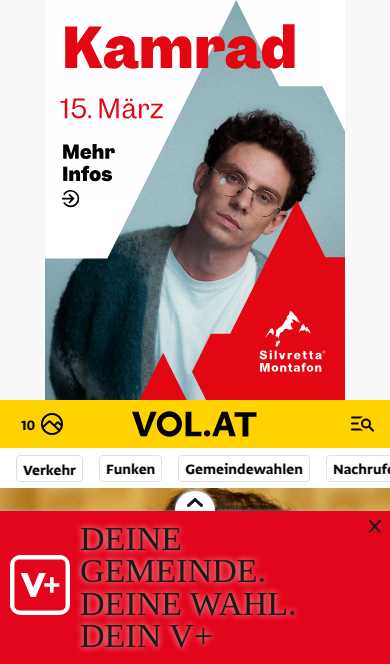 Kamrad
15. März
Mehr
Infos
Silvretta
Montafon
10
VOL.AT
Verkehr
Funken
Gemeindewahlen
Nachrufe
V+
DEINE
GEMEINDE.
DEINE WAHL.
DEIN V+